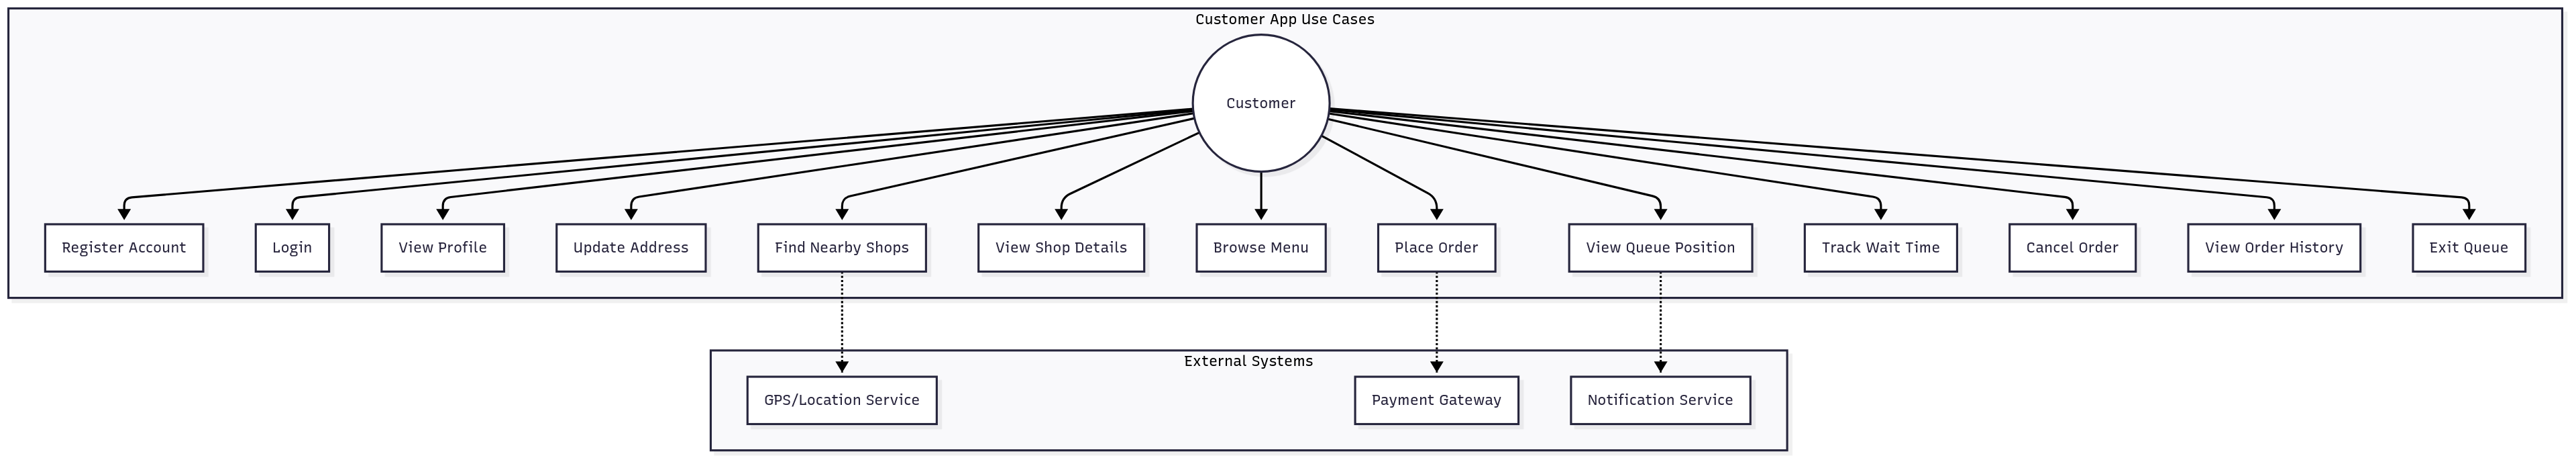 Customer App Use Cases
Customer
Register Account
Login
View Profile
Update Address
Find Nearby Shops
View Shop Details
Browse Menu
Place Order
View Queue Position
Track Wait Time
Cancel Order
View Order History
Exit Queue
External Systems
GPS/Location Service
Payment Gateway
Notification Service